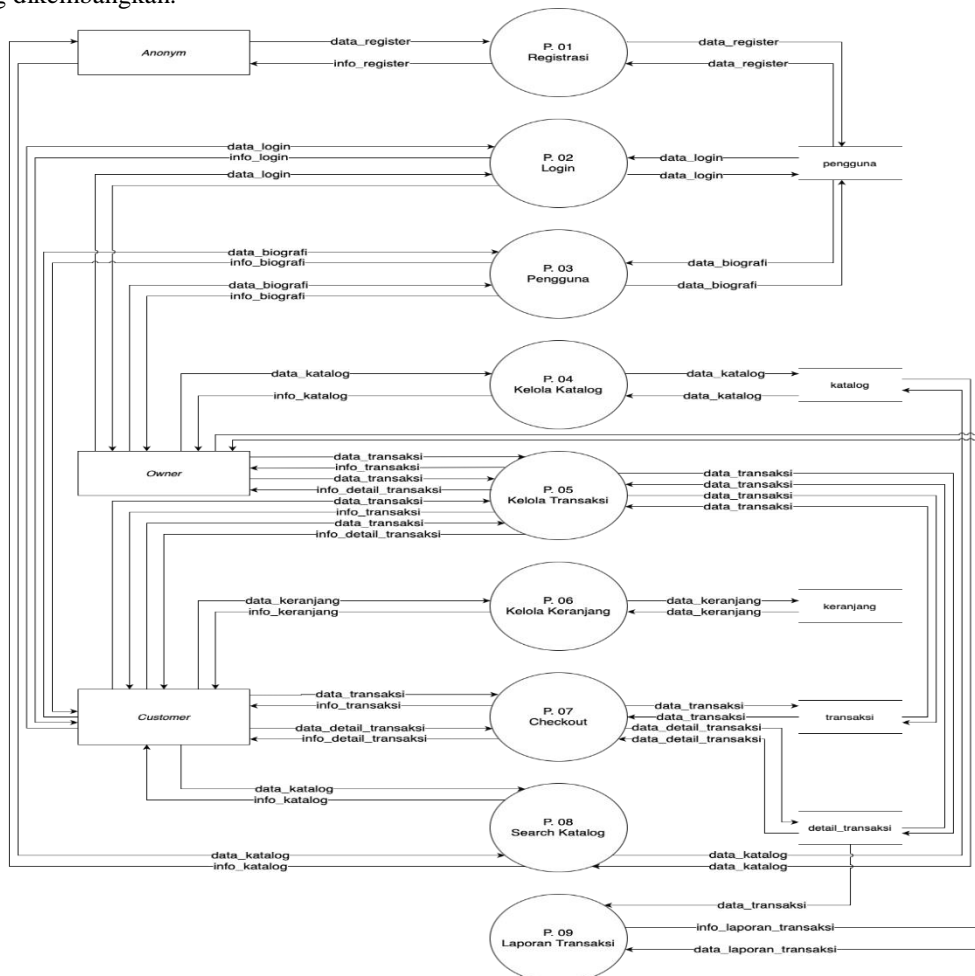 g dikembangkan.
Anonym
data_register
info_register
P. 01
Registrasi
data_register
data_register
data_login
info_login
data_login
P. 02
Login
data_login
data_login
pengguna
data_biografi
info_biografi
data_biografi
info_biografi
P. 03
Pengguna
data_biografi
data_biografi
data_katalog
info_katalog
P. 04
Kelola Katalog
data_katalog
data_katalog
katalog
Owner
data_transaksi
info_transaksi
data_transaksi
info_detail_transaksi
data_transaksi
info_transaksi
data_transaksi
info_detail_transaksi
P. 05
Kelola Transaksi
data_transaksi
data_transaksi
data_transaksi
data_transaksi
data_keranjang
info_keranjang
P. 06
Kelola Keranjang
data_keranjang
data_keranjang
keranjang
Customer
data_transaksi
info_transaksi
data_detail_transaksi
info_detail_transaksi
P. 07
Checkout
data_transaksi
data_transaksi
data_detail_transaksi
data_detail_transaksi
transaksi
data_katalog
info_katalog
data_katalog
info_katalog
P. 08
Search Katalog
detail_transaksi
data_katalog
data_katalog
data_transaksi
P. 09
Laporan Transaksi
info_laporan_transaksi
data_laporan_transaksi